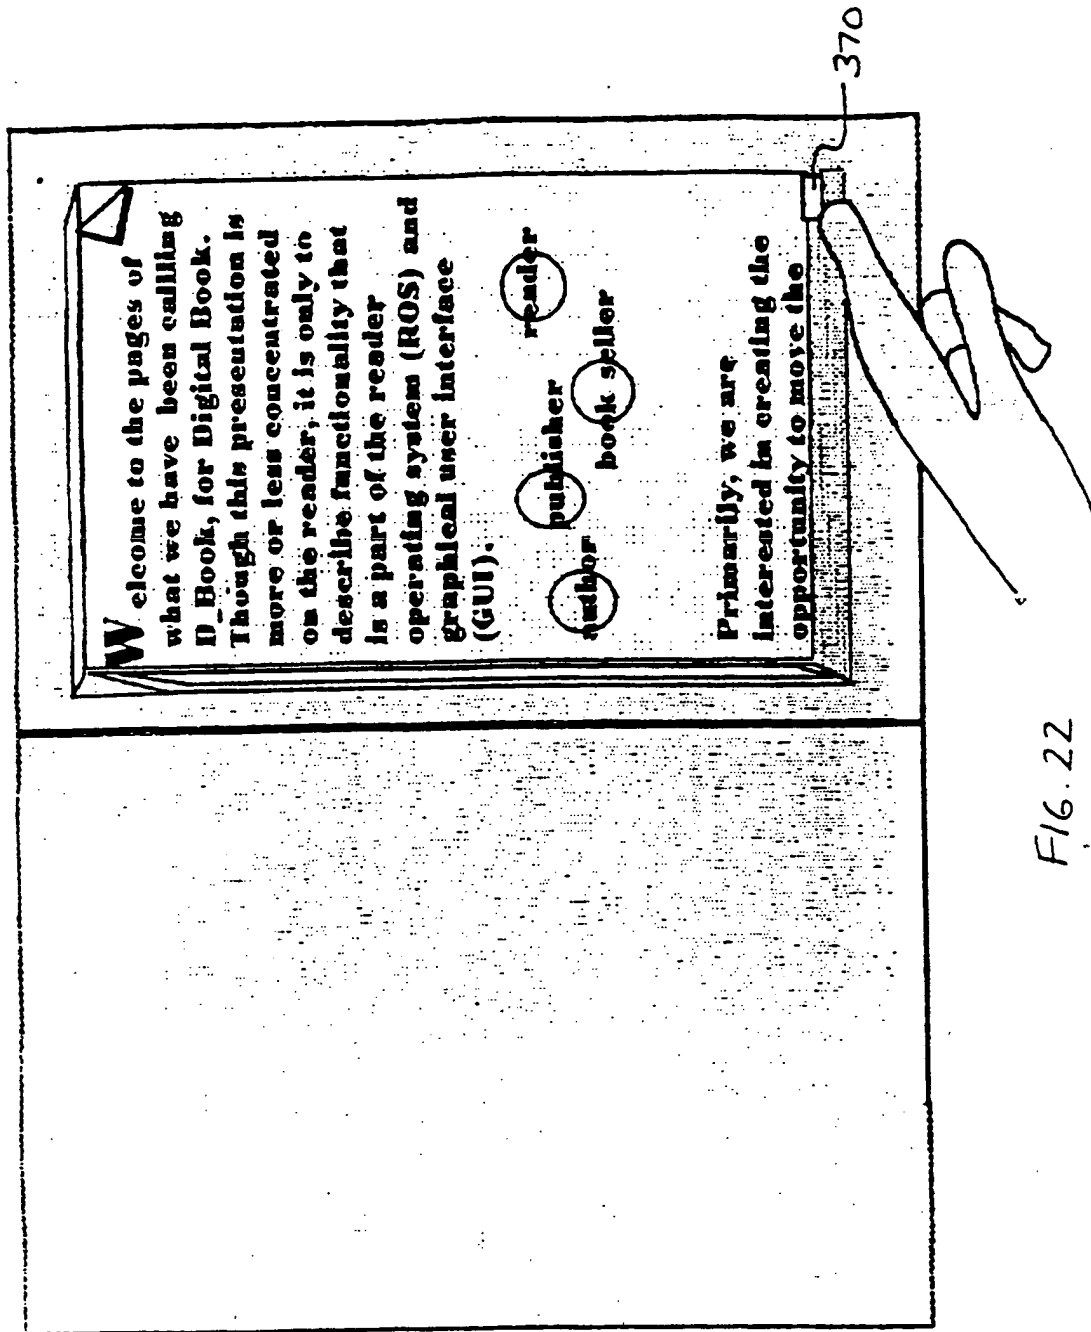 Welcome to the pages of
what we have been callling
D_Book, for Digital Book.
Though this presentation is
more or less concentrated
on the reader, it is only to
describe functionality that
is a part of the reader
operating system (ROS) and
graphical user interface
(GUI).
author publisher reader
book seller
Primarily, we are
interested in creating the
opportunity to move the
370
FIG. 22